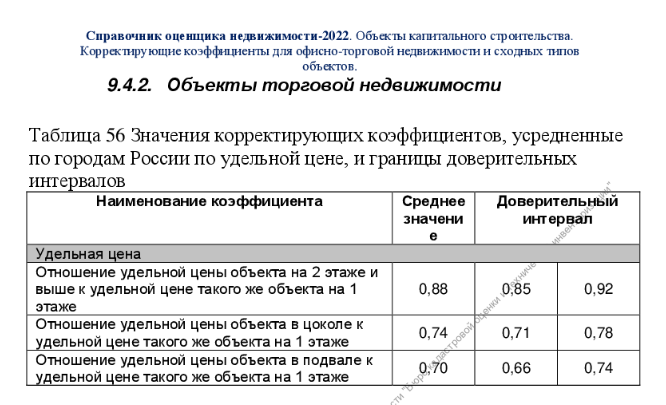 Справочник оценщика недвижимости-2022. Объекты капитального строительства.
Корректирующие коэффициенты для офисно-торговой недвижимости и сходных типов
объектов.
9.4.2. Объекты торговой недвижимости
Таблица 56 Значения корректирующих коэффициентов, усредненные
по городам России по удельной цене, и границы доверительных
интервалов
Наименование коэффициента
Среднее
значени
е
Доверительный
интервал
Удельная цена
Отношение удельной цены объекта на 2 этаже и
выше к удельной цене такого же объекта на 1
этаже
0,88
0,85
0,92
Отношение удельной цены объекта в цоколе к
удельной цене такого же объекта на 1 этаже
0,74
0,71
0,78
Отношение удельной цены объекта в подвале к
удельной цене такого же объекта на 1 этаже
0,70
0,66
0,74
кадастровой оценки и